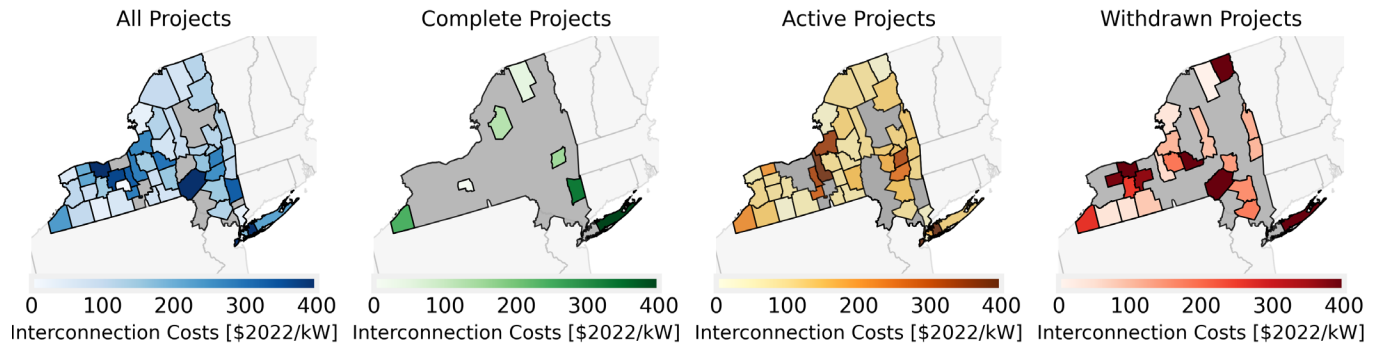 All Projects
Complete Projects
Active Projects
Withdrawn Projects
0 100 200 300 400
Interconnection Costs [$2022/kW]
0 100 200 300 400
Interconnection Costs [$2022/kW]
0 100 200 300 400
Interconnection Costs [$2022/kW]
0 100 200 300 400
Interconnection Costs [$2022/kW]